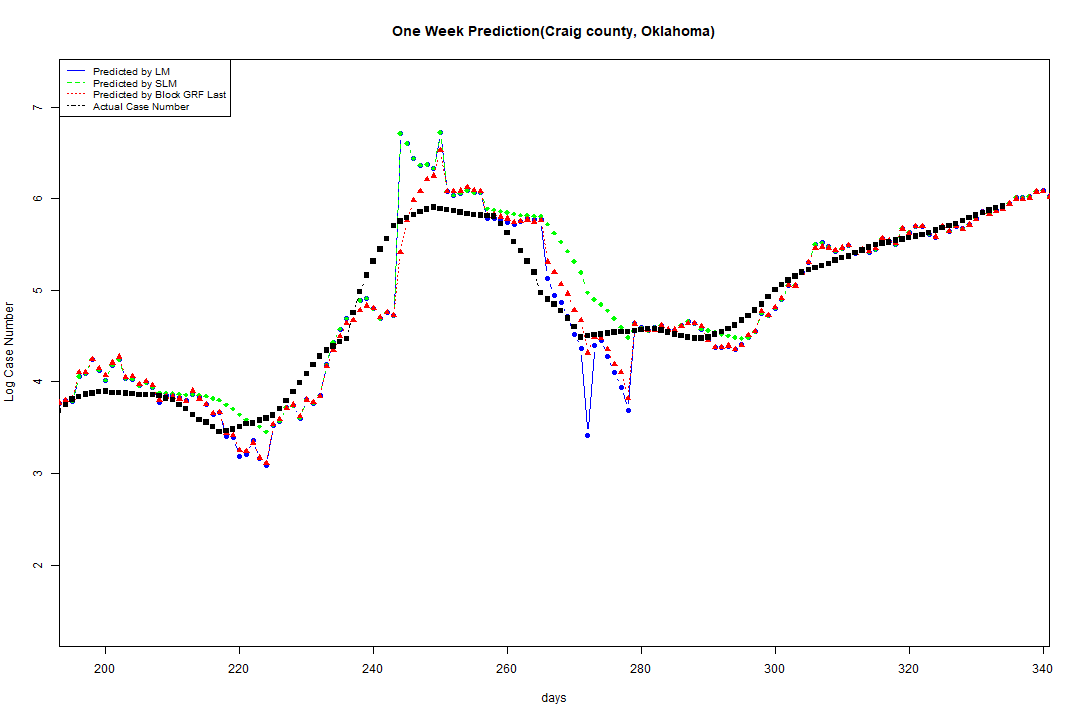 One Week Prediction(Craig county, Oklahoma)
Predicted by LM
Predicted by SLM
Predicted by Block GRF Last
Actual Case Number
7
6
5
4
3
2
Log Case Number
200 220 240 260 280 300 320 340
days